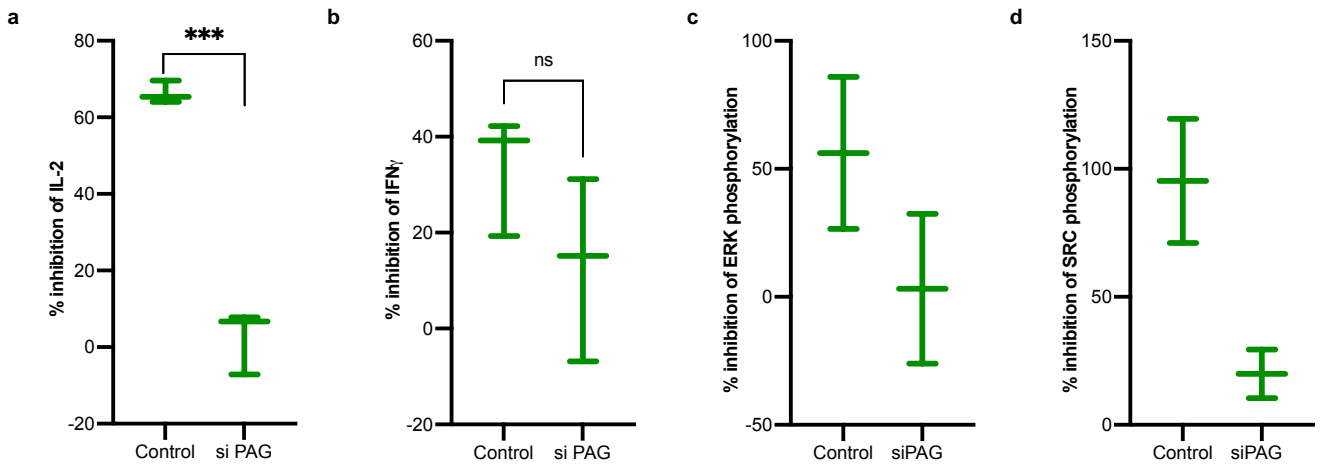 a
% inhibition of IL-2
80
60
40
20
0
-20
***
Control
si PAG
b
% inhibition of IFNγ
60
40
20
0
-20
ns
Control
si PAG
c
% inhibition of ERK phosphorylation
100
50
0
-50
Control
siPAG
d
% inhibition of SRC phosphorylation
150
100
50
0
Control
siPAG